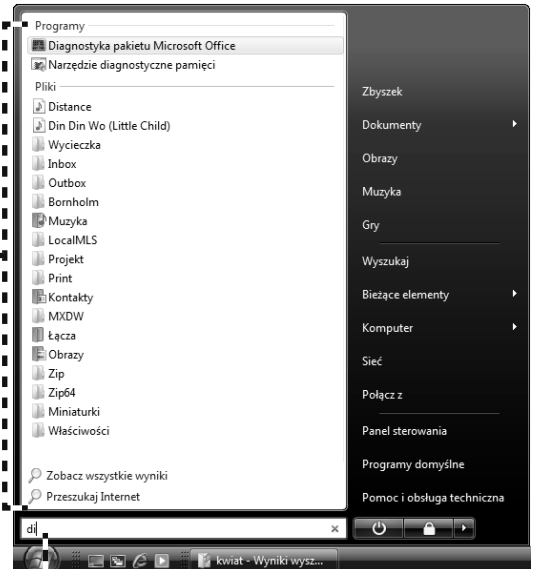 Programy
Diagnostyka pakietu Microsoft Office
Narzędzie diagnostyczne pamięci
Pliki
Distance
Din Din Wo (Little Child)
Wycieczka
Inbox
Outbox
Bornholm
Muzyka
LocalMLS
Projekt
Print
Kontakty
MXDW
Łącza
Obrazy
Zip
Zip64
Miniaturki
Właściwości
Zobacz wszystkie wyniki
Przeszukaj Internet
di
Zbyszek
Dokumenty
Obrazy
Muzyka
Gry
Wyszukaj
Bieżące elementy
Komputer
Sieć
Połącz z
Panel sterowania
Programy domyślne
Pomoc i obsługa techniczna
kwiat - Wyniki wysz...